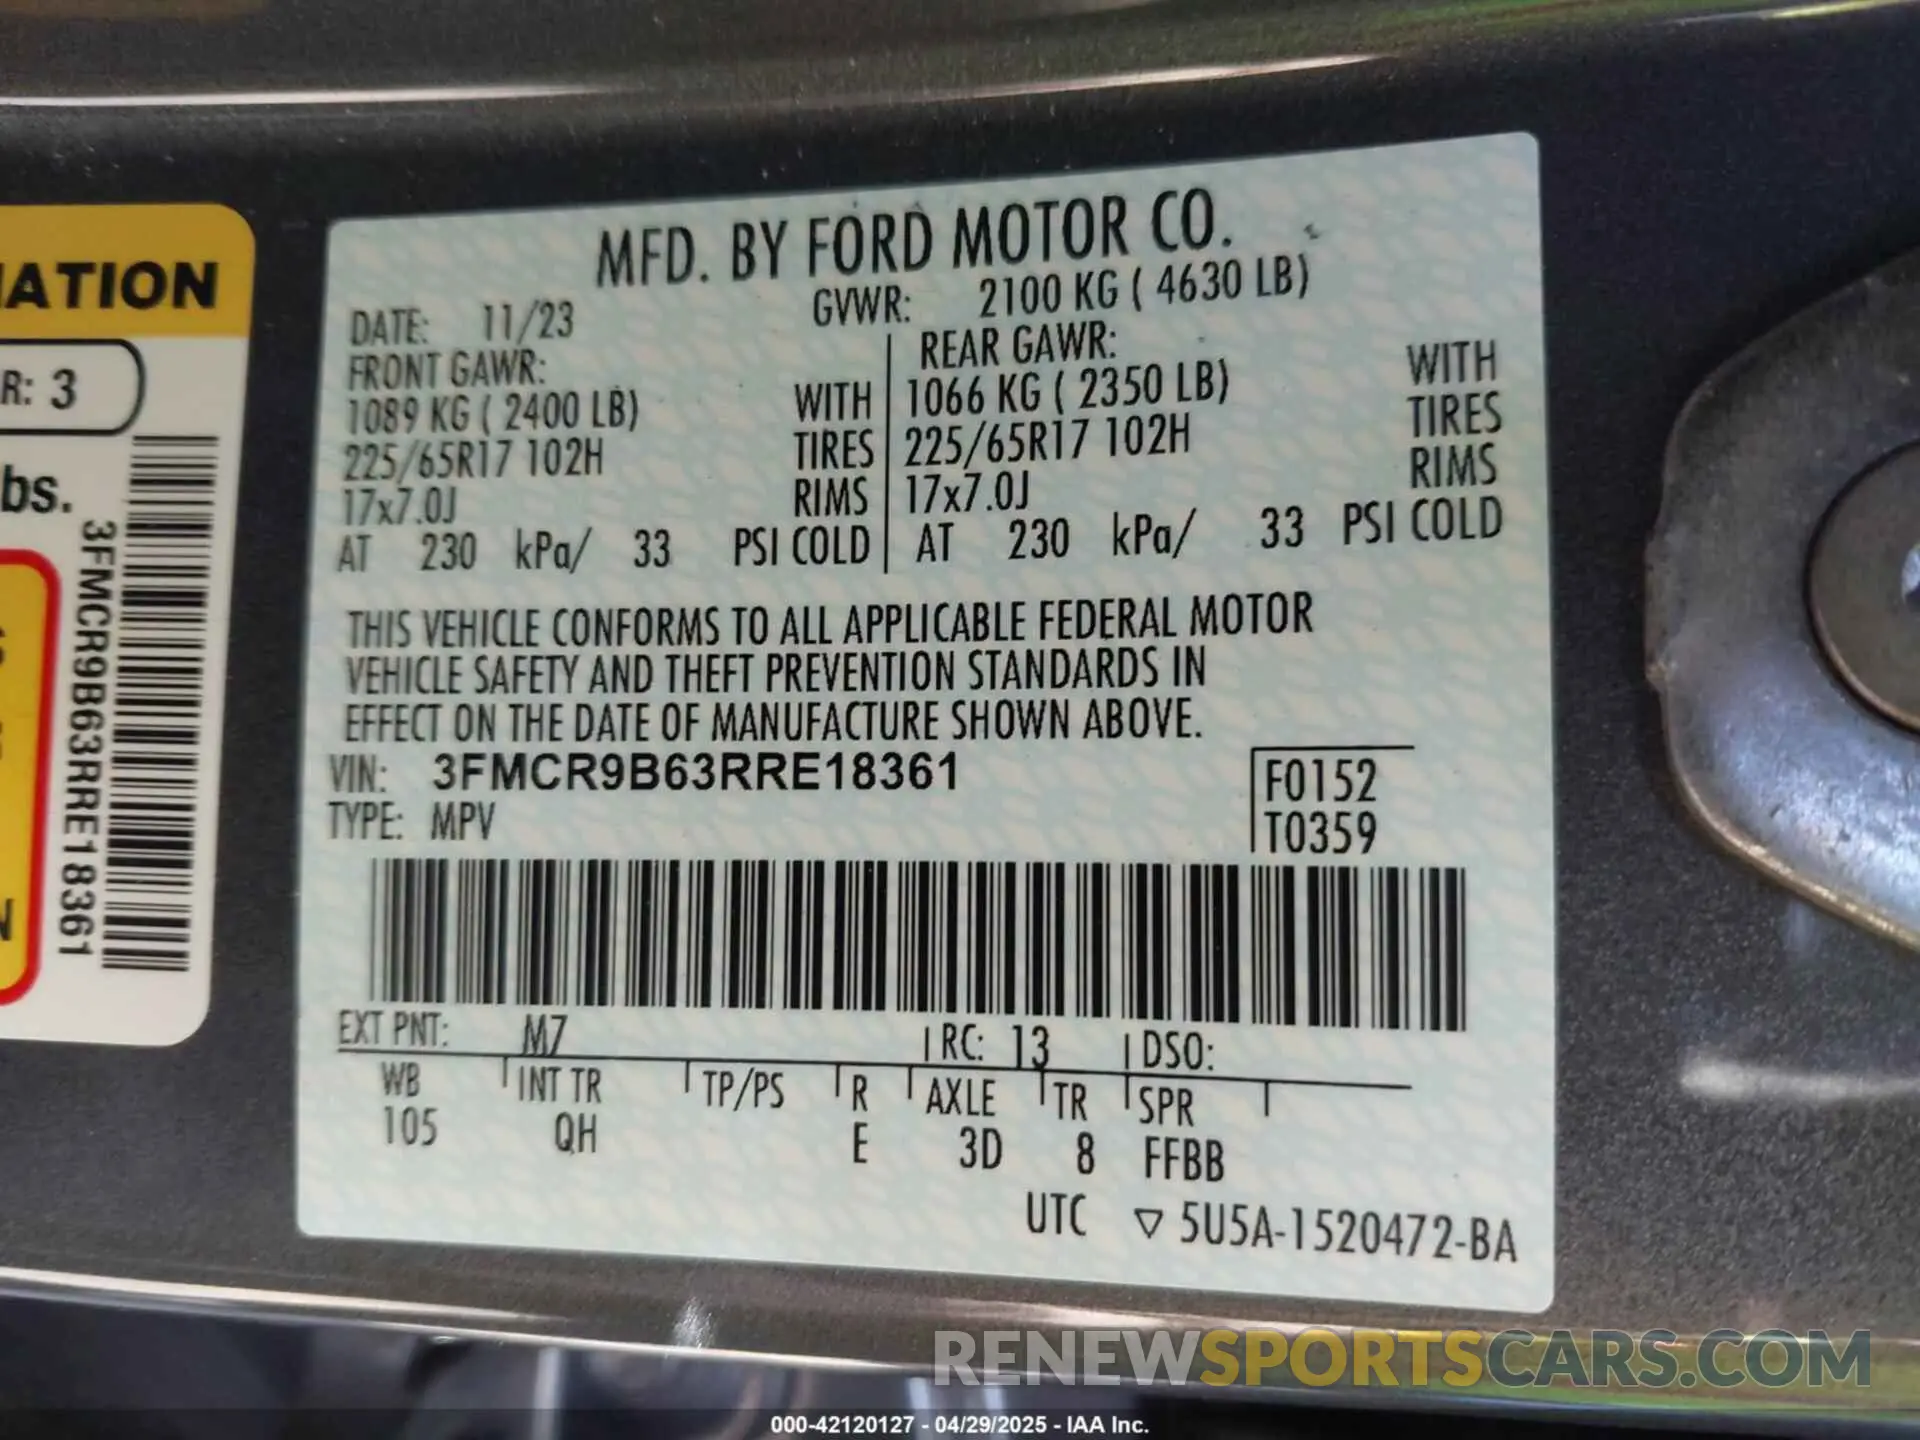 MFD. BY FORD MOTOR CO.
DATE: 11/23 GVWR: 2100 KG ( 4630 LB)
FRONT GAWR: REAR GAWR:
1089 KG ( 2400 LB) WITH 1066 KG ( 2350 LB) WITH
225/65R17 102H TIRES 225/65R17 102H TIRES
17x7.0J RIMS 17x7.0J RIMS
AT 230 kPa/ 33 PSI COLD AT 230 kPa/ 33 PSI COLD
THIS VEHICLE CONFORMS TO ALL APPLICABLE FEDERAL MOTOR
VEHICLE SAFETY AND THEFT PREVENTION STANDARDS IN
EFFECT ON THE DATE OF MANUFACTURE SHOWN ABOVE.
VIN: 3FMCR9B63RRE18361 F0152
TYPE: MPV T0359
EXT PNT: M7 RC: 13 DSO:
WB INT TR TP/PS R AXLE TR SPR
105 QH E 3D 8 FFBB
UTC ▽ 5U5A-1520472-BA
R: 3
bs.
3FMCR9B63RRE18361
RENEWSPORTSCARS.COM
000-42120127 - 04/29/2025 - IAA Inc.